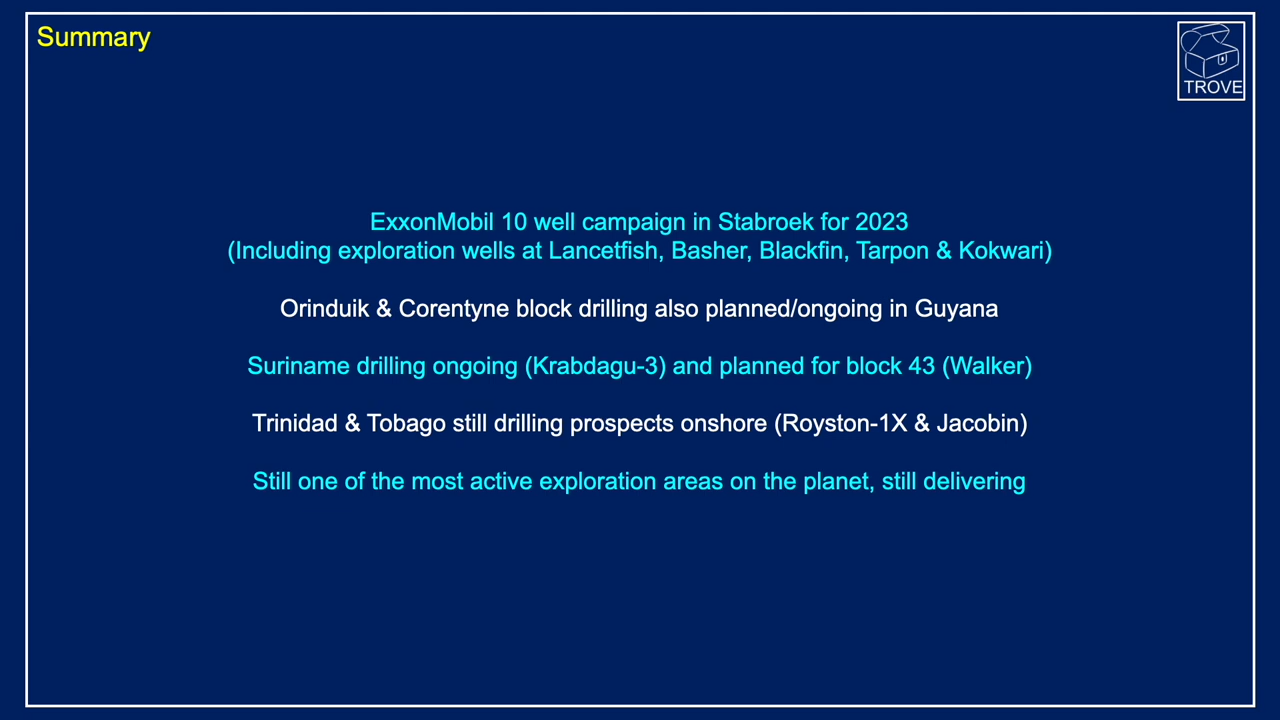 Summary
TROVE
ExxonMobil 10 well campaign in Stabroek for 2023
(Including exploration wells at Lancetfish, Basher, Blackfin, Tarpon & Kokwari)
Orinduik & Corentyne block drilling also planned/ongoing in Guyana
Suriname drilling ongoing (Krabdagu-3) and planned for block 43 (Walker)
Trinidad & Tobago still drilling prospects onshore (Royston-1X & Jacobin)
Still one of the most active exploration areas on the planet, still delivering